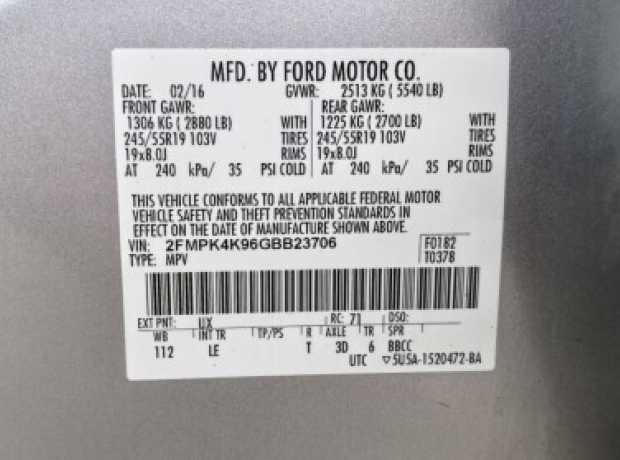 MFD. BY FORD MOTOR CO.
DATE: 02/16 GVWR: 2513 KG ( 5540 LB)
FRONT GAWR: REAR GAWR:
1306 KG ( 2880 LB) WITH 1225 KG ( 2700 LB) WITH
245/55R19 103V TIRES 245/55R19 103V TIRES
19x8.0J RIMS 19x8.0J RIMS
AT 240 kPa/ 35 PSI COLD AT 240 kPa/ 35 PSI COLD
THIS VEHICLE CONFORMS TO ALL APPLICABLE FEDERAL MOTOR
VEHICLE SAFETY AND THEFT PREVENTION STANDARDS IN
EFFECT ON THE DATE OF MANUFACTURE SHOWN ABOVE.
VIN: 2FMPK4K96GBB23706 F0182
TYPE: MPV T0378
EXT PNT: UX RC: 71 DSO:
WB INT TR TP/PS R AXLE TR SPR
112 LE T 3D 6 BBCC
UTC ▽5U5A-1520472-BA